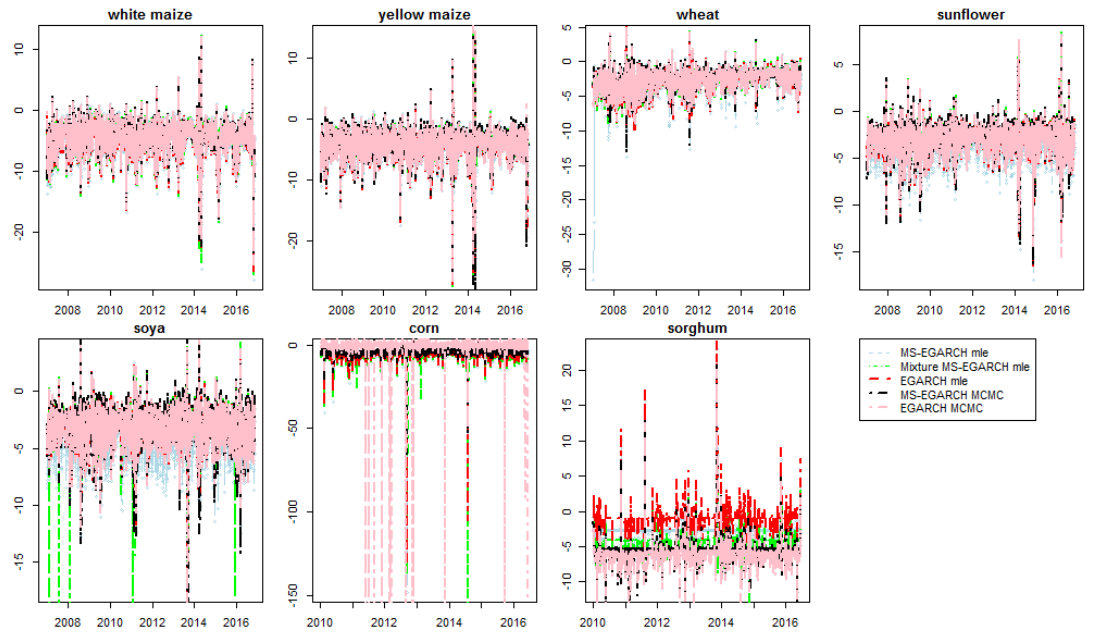 white maize
10
0
-10
-20
2008 2010 2012 2014 2016
yellow maize
10
0
-10
-20
2008 2010 2012 2014 2016
wheat
5
0
-5
-10
-15
-20
-25
-30
2008 2010 2012 2014 2016
sunflower
5
0
-5
-10
-15
2008 2010 2012 2014 2016
soya
0
-5
-10
-15
2008 2010 2012 2014 2016
corn
0
-50
-100
-150
2010 2012 2014 2016
sorghum
20
15
10
5
0
-5
-10
2010 2012 2014 2016
MS-EGARCH mle
Mixture MS-EGARCH mle
EGARCH mle
MS-EGARCH MCMC
EGARCH MCMC